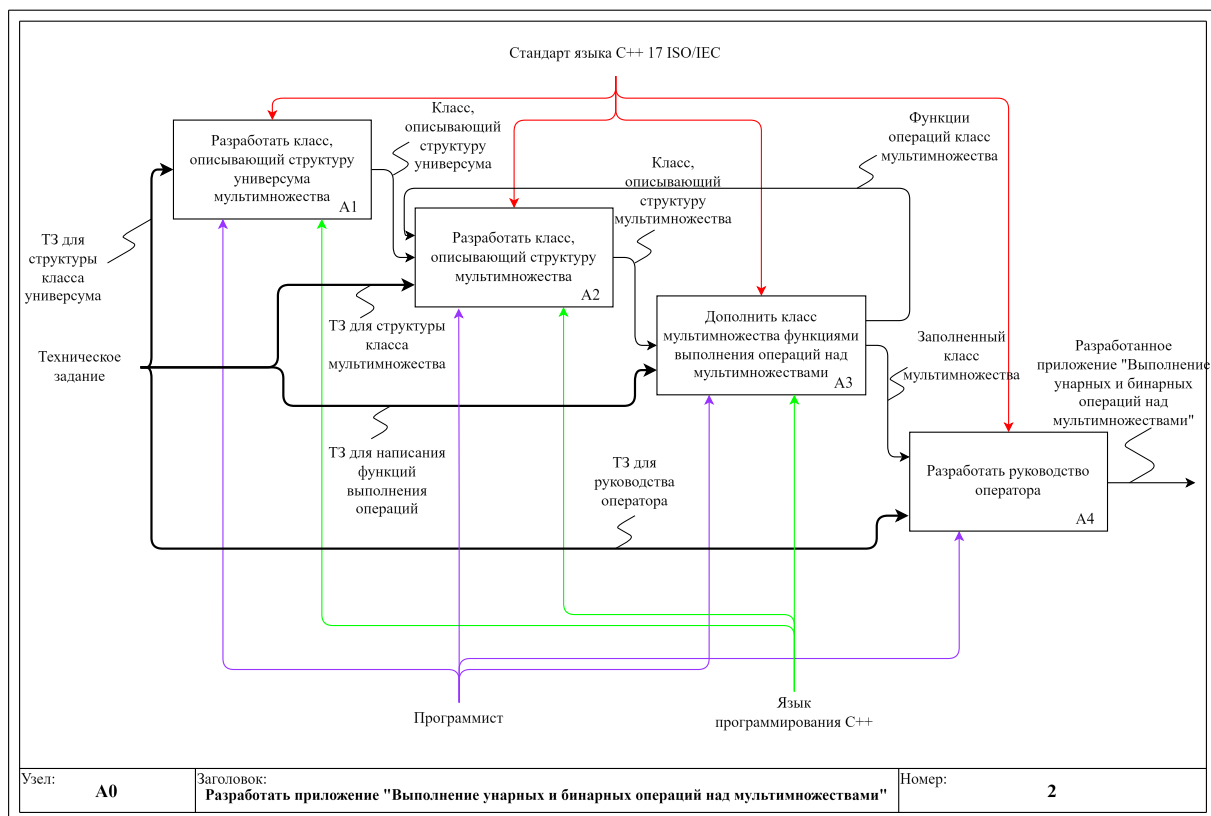 Стандарт языка C++ 17 ISO/IEC
Класс,
описывающий
структуру
универсума
Функции
операций класс
мультимножества
Разработать класс,
описывающий структуру
универсума
мультимножества
A1
Класс,
описывающий
структуру
мультимножества
ТЗ для
структуры
класса
универсума
Разработать класс,
описывающий структуру
мультимножества
A2
ТЗ для структуры
класса
мультимножества
Дополнить класс
мультимножества функциями
выполнения операций над
мультимножествами
A3
Заполненный
класс
мультимножества
Техническое
задание
Разработанное
приложение "Выполнение
унарных и бинарных
операций над
мультимножествами"
ТЗ для написания
функций
выполнения
операций
ТЗ для
руководства
оператора
Разработать руководство
оператора
A4
Программист
Язык
программирования C++
Узел:
A0
Заголовок:
Разработать приложение "Выполнение унарных и бинарных операций над мультимножествами"
Номер:
2